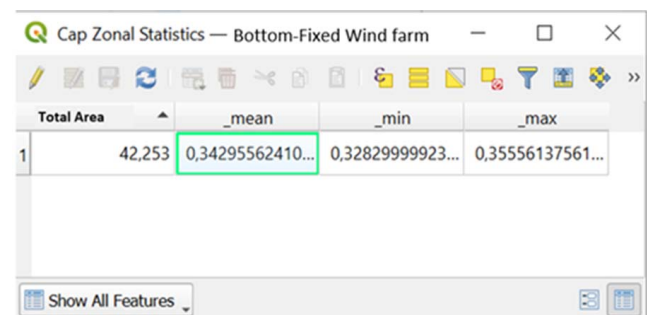 Cap Zonal Statistics — Bottom-Fixed Wind farm
Total Area _mean _min _max
1 42,253 0,34295562410... 0,32829999923... 0,35556137561...
Show All Features